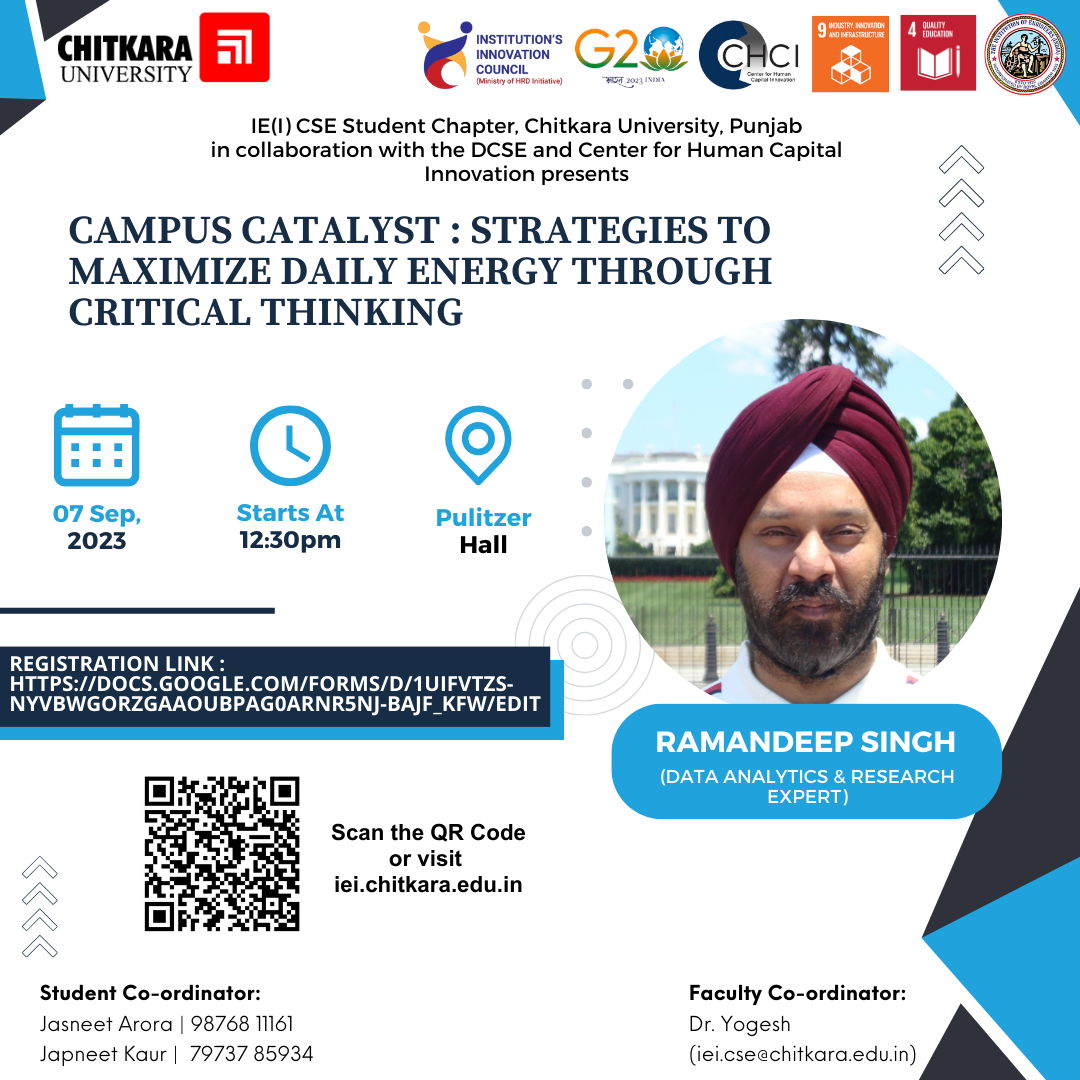 CHITKARA
UNIVERSITY
INSTITUTION'S
INNOVATION
COUNCIL
(Ministry of HRD Initiative)
G20
2023 INDIA
CHCI
Center for Human
Capital Innovation
9 INDUSTRY, INNOVATION
AND INFRASTRUCTURE
4 QUALITY
EDUCATION
IE(I) CSE Student Chapter, Chitkara University, Punjab
in collaboration with the DCSE and Center for Human Capital
Innovation presents
CAMPUS CATALYST : STRATEGIES TO
MAXIMIZE DAILY ENERGY THROUGH
CRITICAL THINKING
07 Sep,
2023
Starts At
12:30pm
Pulitzer
Hall
REGISTRATION LINK :
HTTPS://DOCS.GOOGLE.COM/FORMS/D/1UIFVTZS-
NYVBWGORZGAAOUBPAG0ARNR5NJ-BAJF_KFW/EDIT
RAMANDEEP SINGH
(DATA ANALYTICS & RESEARCH
EXPERT)
Scan the QR Code
or visit
iei.chitkara.edu.in
Student Co-ordinator:
Jasneet Arora | 98768 11161
Japneet Kaur | 79737 85934
Faculty Co-ordinator:
Dr. Yogesh
(iei.cse@chitkara.edu.in)